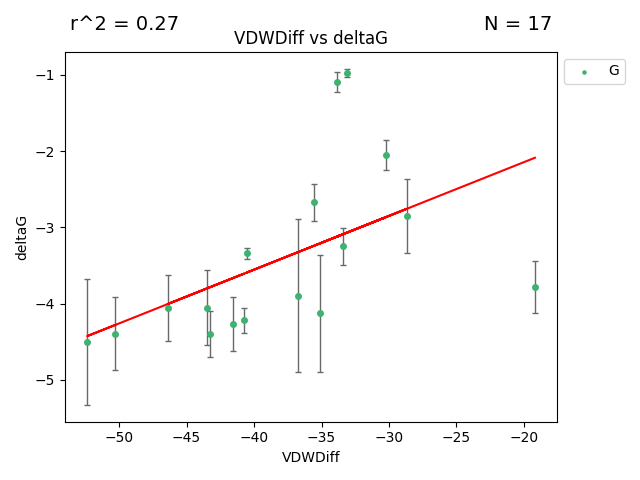 r^2 = 0.27
N = 17
VDWDiff vs deltaG
G
−1
−2
−3
−4
−5
deltaG
−50
−45
−40
−35
−30
−25
−20
VDWDiff